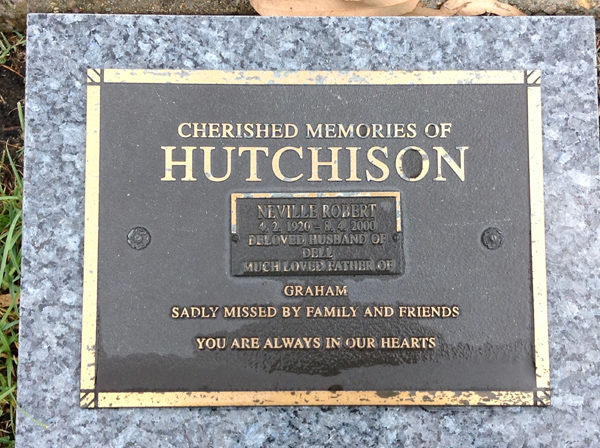 CHERISHED MEMORIES OF
HUTCHISON
NEVILLE ROBERT
4. 2. 1920 - 8. 4. 2000
BELOVED HUSBAND OF
DELL
MUCH LOVED FATHER OF
GRAHAM
SADLY MISSED BY FAMILY AND FRIENDS
YOU ARE ALWAYS IN OUR HEARTS